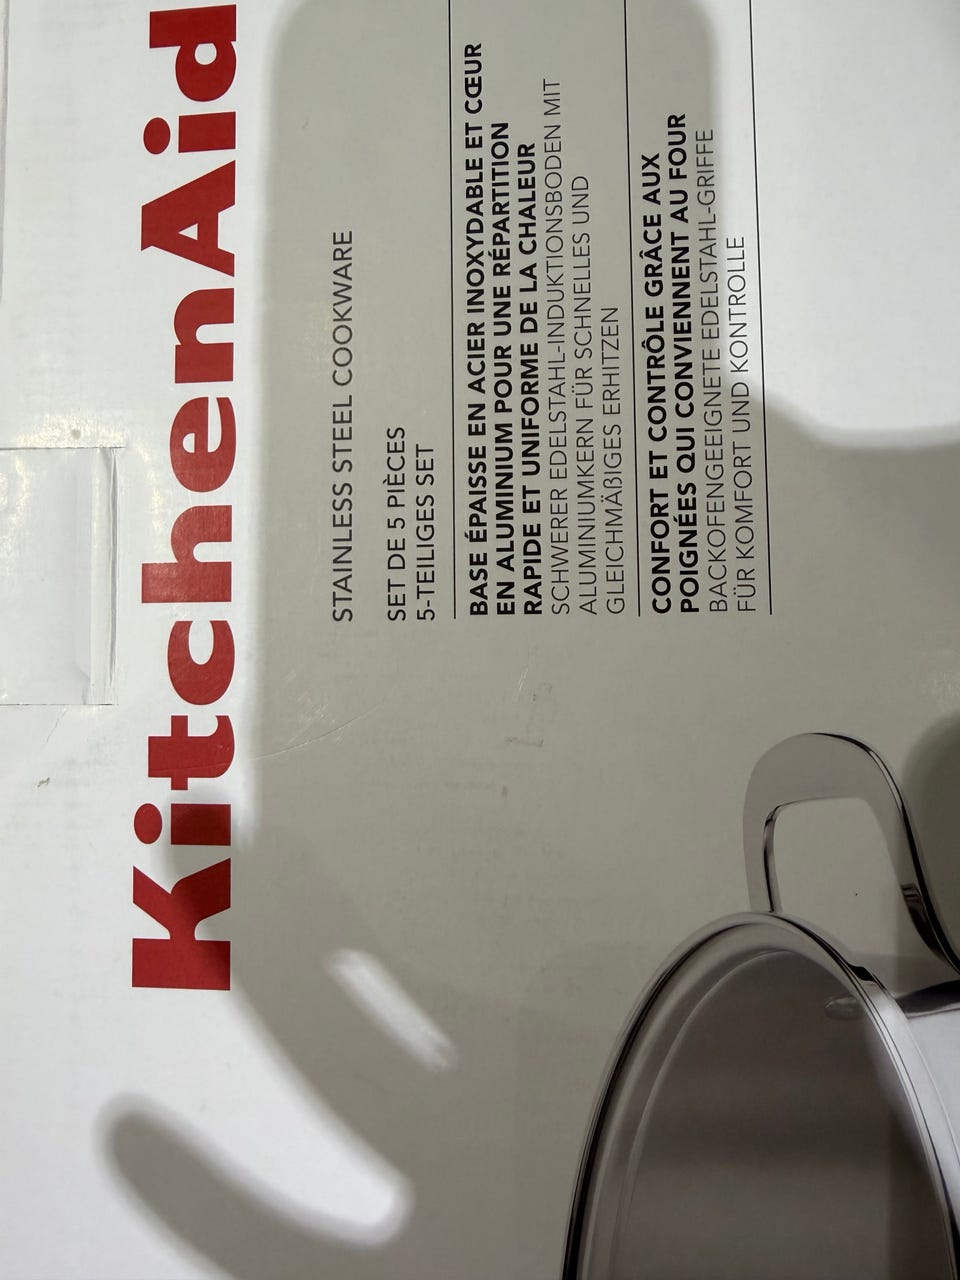 KitchenAid
STAINLESS STEEL COOKWARE
SET DE 5 PIÈCES
5-TEILIGES SET
BASE ÉPAISSE EN ACIER INOXYDABLE ET CŒUR
EN ALUMINIUM POUR UNE RÉPARTITION
RAPIDE ET UNIFORME DE LA CHALEUR
SCHWERER EDELSTAHL-INDUKTIONSBODEN MIT
ALUMINIUMKERN FÜR SCHNELLES UND
GLEICHMÄßIGES ERHITZEN
CONFORT ET CONTRÔLE GRÂCE AUX
POIGNÉES QUI CONVIENNENT AU FOUR
BACKOFENGEEIGNETE EDELSTAHL-GRIFFE
FÜR KOMFORT UND KONTROLLE